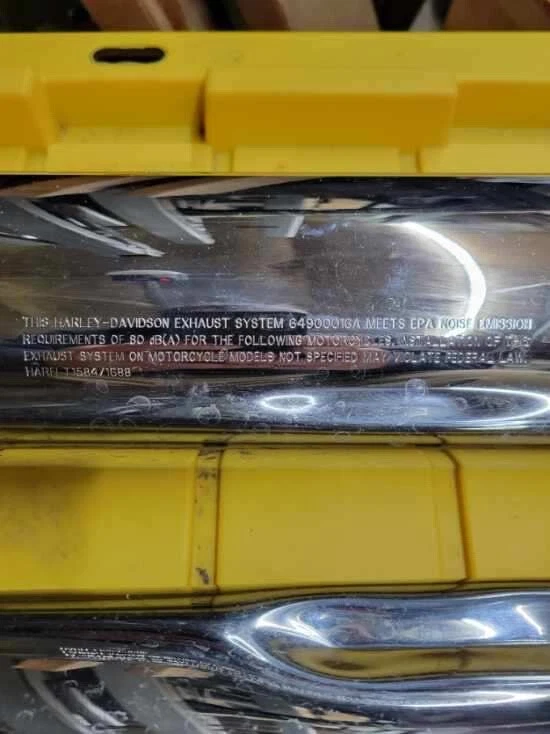 THIS HARLEY-DAVIDSON EXHAUST SYSTEM 64900016A MEETS EPA NOISE EMISSION
REQUIREMENTS OF 80 dB(A) FOR THE FOLLOWING MOTORCYCLES. INSTALLATION OF THIS
EXHAUST SYSTEM ON MOTORCYCLE MODELS NOT SPECIFIED MAY VIOLATE FEDERAL LAW.